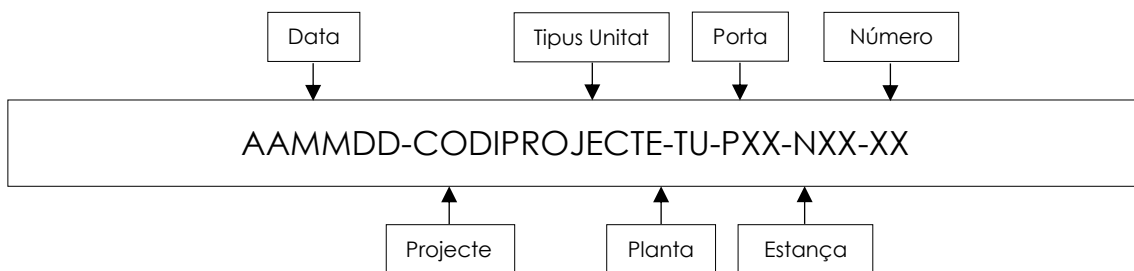 Data Tipus Unitat Porta Número
AAMMDD-CODIPROJECTE-TU-PXX-NXX-XX
Projecte Planta Estança